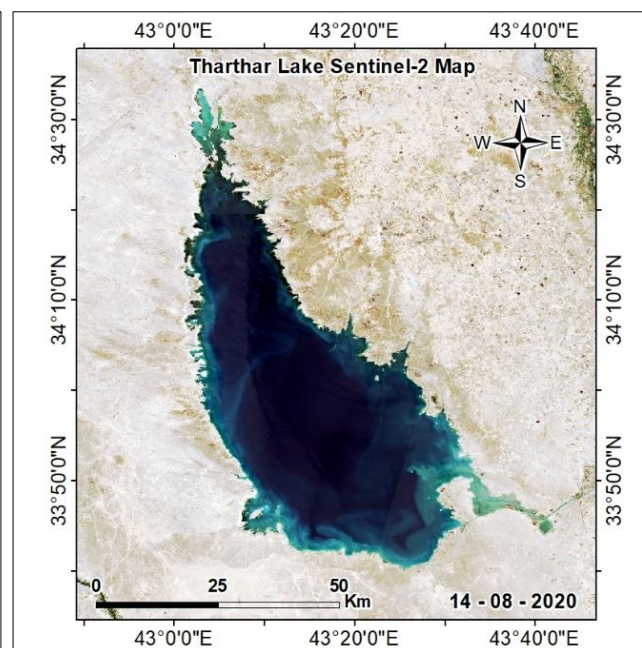 43°0'0"E 43°20'0"E 43°40'0"E
Tharthar Lake Sentinel-2 Map
34°30'0"N 34°30'0"N
N
W E
S
34°10'0"N 34°10'0"N
33°50'0"N 33°50'0"N
0 25 50
Km
14 - 08 - 2020
43°0'0"E 43°20'0"E 43°40'0"E